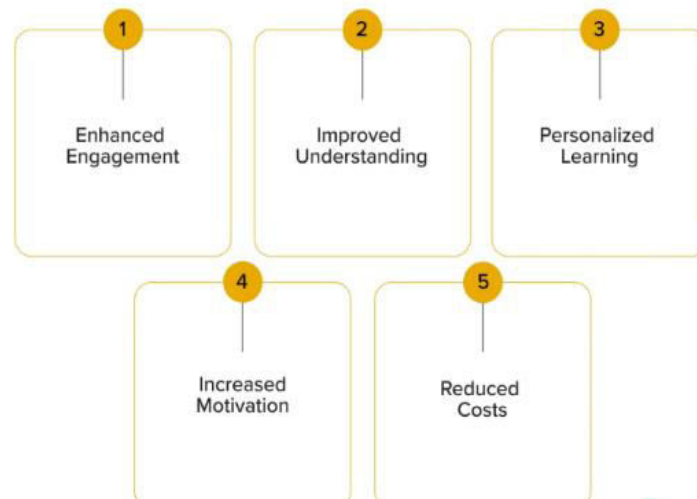 1
Enhanced
Engagement
2
Improved
Understanding
3
Personalized
Learning
4
Increased
Motivation
5
Reduced
Costs